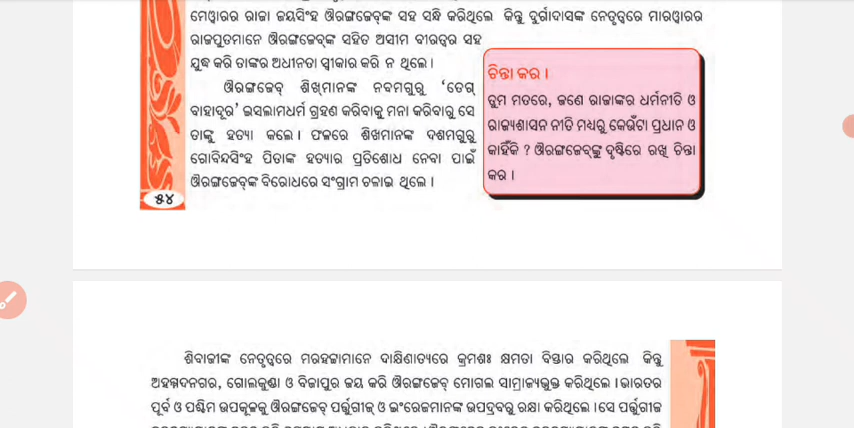 ମେୱାରର ରାଜା ଜୟସିଂହ ଔରଙ୍ଗଜେବ୍‌ଙ୍କ ସହ ସନ୍ଧି କରିଥିଲେ କିନ୍ତୁ ଦୁର୍ଗାଦାସଙ୍କ ନେତୃତ୍ୱରେ ମାରୱାରର
ରାଜପୁତମାନେ ଔରଙ୍ଗଜେବ୍‌ଙ୍କ ସହିତ ଅସୀମ ବୀରତ୍ୱର ସହ
ଯୁଦ୍ଧ କରି ତାଙ୍କର ଅଧୀନତା ସ୍ୱୀକାର କରି ନ ଥିଲେ ।
ଔରଙ୍ଗଜେବ୍ ଶିଖ୍‌ମାନଙ୍କ ନବମଗୁରୁ ‘ତେଗ୍
ବାହାଦୂର’ ଇସଲାମଧର୍ମ ଗ୍ରହଣ କରିବାକୁ ମନା କରିବାରୁ ସେ
ତାଙ୍କୁ ହତ୍ୟା କଲେ । ଫଳରେ ଶିଖମାନଙ୍କ ଦଶମଗୁରୁ
ଗୋବିନ୍ଦସିଂହ ପିତାଙ୍କ ହତ୍ୟାର ପ୍ରତିଶୋଧ ନେବା ପାଇଁ
ଔରଙ୍ଗଜେବ୍‌ଙ୍କ ବିରୋଧରେ ସଂଗ୍ରାମ ଚଳାଇ ଥିଲେ ।
ଚିନ୍ତା କର ।
ତୁମ ମତରେ, ଜଣେ ରାଜାଙ୍କର ଧର୍ମନୀତି ଓ
ରାଜ୍ୟଶାସନ ନୀତି ମଧ୍ୟରୁ କେଉଁଟା ପ୍ରଧାନ ଓ
କାହିଁକି ? ଔରଙ୍ଗଜେବ୍‌ଙ୍କୁ ଦୃଷ୍ଟିରେ ରଖି ଚିନ୍ତା
କର ।
୫୪
ଶିବାଜୀଙ୍କ ନେତୃତ୍ୱରେ ମରହଟ୍ଟାମାନେ ଦାକ୍ଷିଣାତ୍ୟରେ କ୍ରମଶଃ କ୍ଷମତା ବିସ୍ତାର କରିଥିଲେ କିନ୍ତୁ
ଅହମ୍ମଦନଗର, ଗୋଲକୁଣ୍ଡା ଓ ବିଜାପୁର ଜୟ କରି ଔରଙ୍ଗଜେବ୍ ମୋଗଲ ସାମ୍ରାଜ୍ୟଭୁକ୍ତ କରିଥିଲେ । ଭାରତର
ପୂର୍ବ ଓ ପଶ୍ଚିମ ଉପକୂଳକୁ ଔରଙ୍ଗଜେବ୍ ପର୍ତ୍ତୁଗୀଜ୍ ଓ ଇଂରେଜମାନଙ୍କ ଉପଦ୍ରବରୁ ରକ୍ଷା କରିଥିଲେ । ସେ ପର୍ତ୍ତୁଗୀଜ